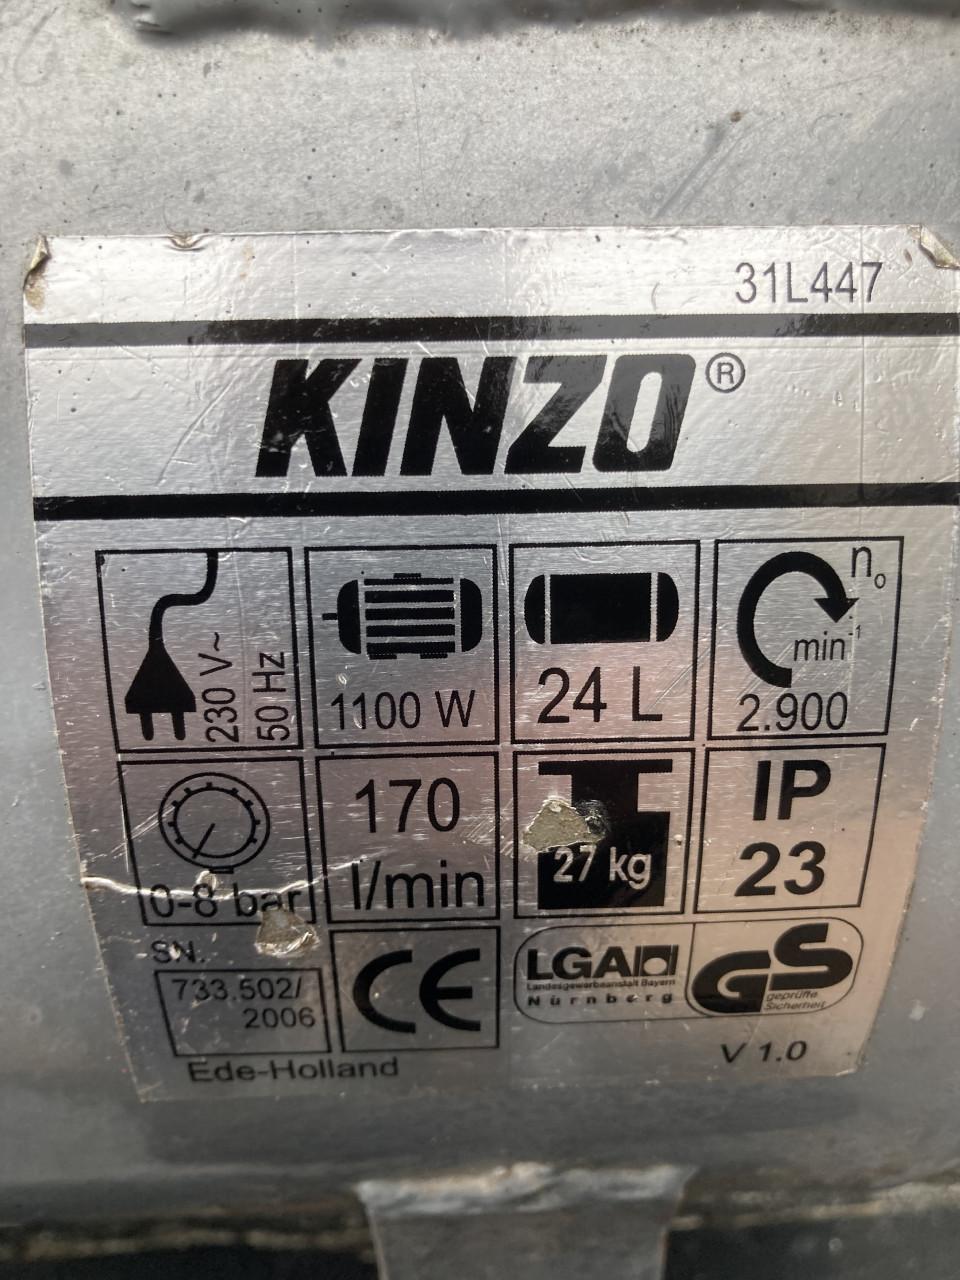 31L447
KINZO®
230 V~
50 Hz
1100 W
24 L
n₀
min⁻¹
2.900
0-8 bar
170
l/min
27 kg
IP
23
SN.
733.502/
2006
Ede-Holland
CE
LGA
Landesgewerbeanstalt Bayern
Nürnberg
GS
geprüfte
Sicherheit
V 1.0